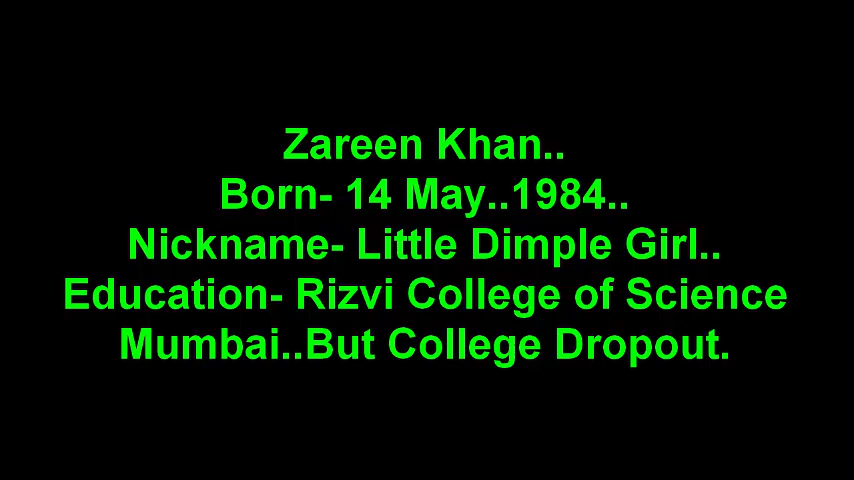 Zareen Khan..
Born- 14 May..1984..
Nickname- Little Dimple Girl..
Education- Rizvi College of Science
Mumbai..But College Dropout.